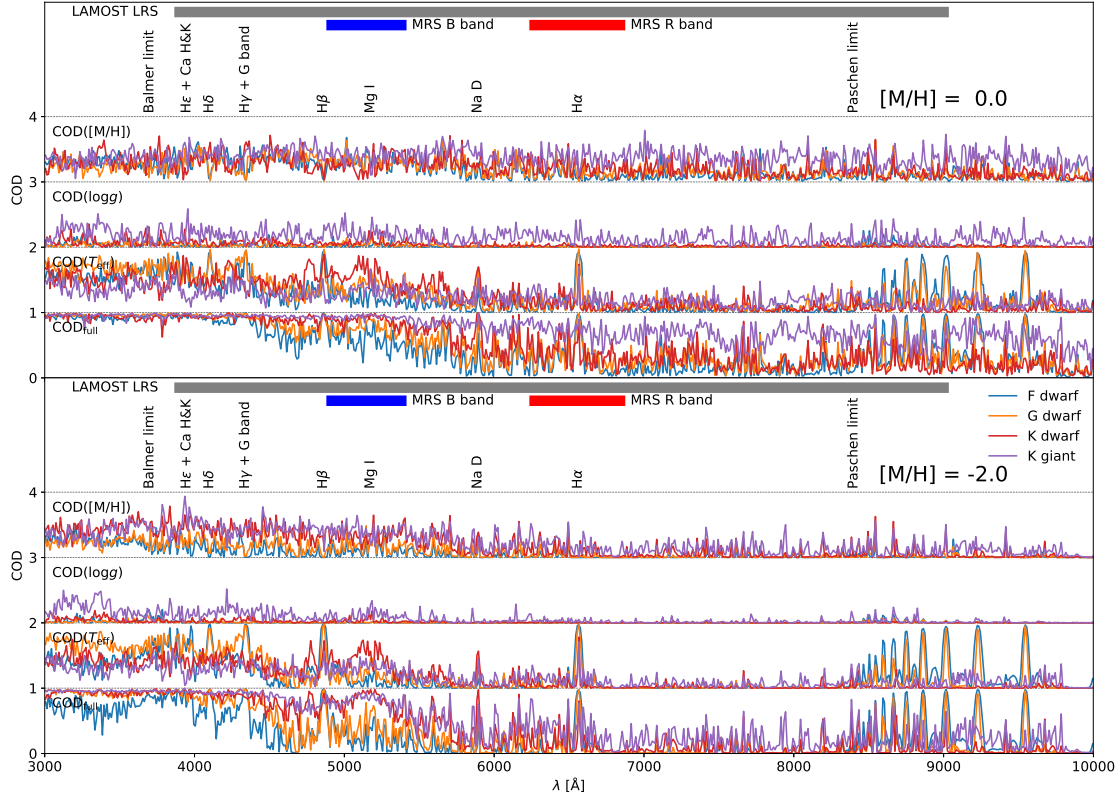 LAMOST LRS
MRS B band
MRS R band
Balmer limit
Hε + Ca H&K
Hδ
Hγ + G band
Hβ
Mg I
Na D
Hα
Paschen limit
[M/H] = 0.0
COD
4
3
2
1
0
COD([M/H])
COD(logg)
COD(Teff)
CODfull
LAMOST LRS
MRS B band
MRS R band
Balmer limit
Hε + Ca H&K
Hδ
Hγ + G band
Hβ
Mg I
Na D
Hα
Paschen limit
F dwarf
G dwarf
K dwarf
K giant
[M/H] = -2.0
COD
4
3
2
1
0
COD([M/H])
COD(logg)
COD(Teff)
CODfull
3000 4000 5000 6000 7000 8000 9000 10000
λ [Å]